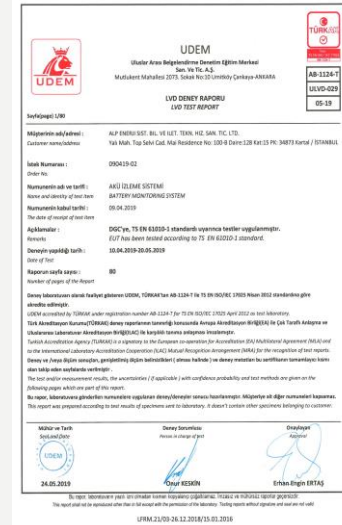 UDEM
TÜRKAK
UDEM
Uluslar Arası Belgelendirme Denetim Eğitim Merkezi
San. Ve Tic. A.Ş.
Mutlukent Mahallesi 2073. Sokak No:10 Ümitköy Çankaya-ANKARA
AB-1124-T
ULVD-029
05-19
LVD DENEY RAPORU
LVD TEST REPORT
Sayfa(page) 1/80
Müşterinin adı/adresi :
Customer name/address
ALP ENERJİ SIST. BİL. VE İLET. TEKN. HİZ. SAN. TİC. LTD.
Yalı Mah. Topselvi Cad. Mai Residence No: 100-B Daire:128 Kat:15 PK: 34873 Kartal / İSTANBUL
İstek Numarası :
Order No.
090419-02
Numunenin adı ve tarifi :
Name and identity of test item
AKÜ İZLEME SİSTEMİ
BATTERY MONITORING SYSTEM
Numunenin kabul tarihi :
The date of receipt of test item
09.04.2019
Açıklamalar :
Remarks
DGC'ye, TS EN 61010-1 standardı uyarınca testler uygulanmıştır.
EUT has been tested according to TS EN 61010-1 standard.
Deneyin yapıldığı tarih :
Date of Test
10.04.2019-20.05.2019
Raporun sayfa sayısı :
Number of pages of the Report
80
Deney laboratuvarı olarak faaliyet gösteren UDEM, TÜRKAK'tan AB-1124-T ile TS EN ISO/IEC 17025 Nisan 2012 standardına göre
akredite edilmiştir.
UDEM accredited by TÜRKAK under registration number AB-1124-T for TS EN ISO/IEC 17025 April 2012 as test laboratory.
Türk Akreditasyon Kurumu(TÜRKAK) deney raporlarının tanınırlığı konusunda Avrupa Akreditasyon Birliği(EA) ile Çok Taraflı Anlaşma ve
Uluslararası Laboratuvar Akreditasyon Birliği(ILAC) ile karşılıklı tanıma anlaşması imzalamıştır.
Turkish Accreditation Agency (TURKAK) is a signatory to the European co-operation for Accreditation (EA) Multilateral Agreement (MLA) and
to the International Laboratory Accreditation Cooperation (ILAC) Mutual Recognition Arrangement (MRA) for the recognition of test reports.
Deney ve /veya ölçüm sonuçları, genişletilmiş ölçüm belirsizlikleri ( olması halinde ) ve deney metotları bu sertifikanın tamamlayıcı kısmı
olan takip eden sayfalarda verilmiştir.
The test and/or measurement results, the uncertainties ( if applicable ) with confidence probability and test methods are given on the
following pages which are part of this report.
Bu rapor, laboratuvara gönderilen numunelere uygulanan deney/deneyler sonucu hazırlanmıştır. Müşteriye ait diğer numuneleri kapsamaz.
This report was prepared according to test results of specimens send to laboratory. It doesn't contain other specimens belonging to customer.
Mühür ve Tarih
Seal and Date
Deney Sorumlusu
Person in charge of test
Onaylayan
Approval
UDEM
24.05.2019
Onur KESKİN
Erhan Engin ERTAŞ
Bu rapor, laboratuvarın yazılı izni olmadan kısmen kopyalanıp çoğaltılamaz. İmzasız ve mühürsüz raporlar geçersizdir.
This report shall not be reproduced other than in full except with the permission of the laboratory. Testing reports without signature and seal are not valid.
LFRM.21/03-26.12.2018/15.01.2016